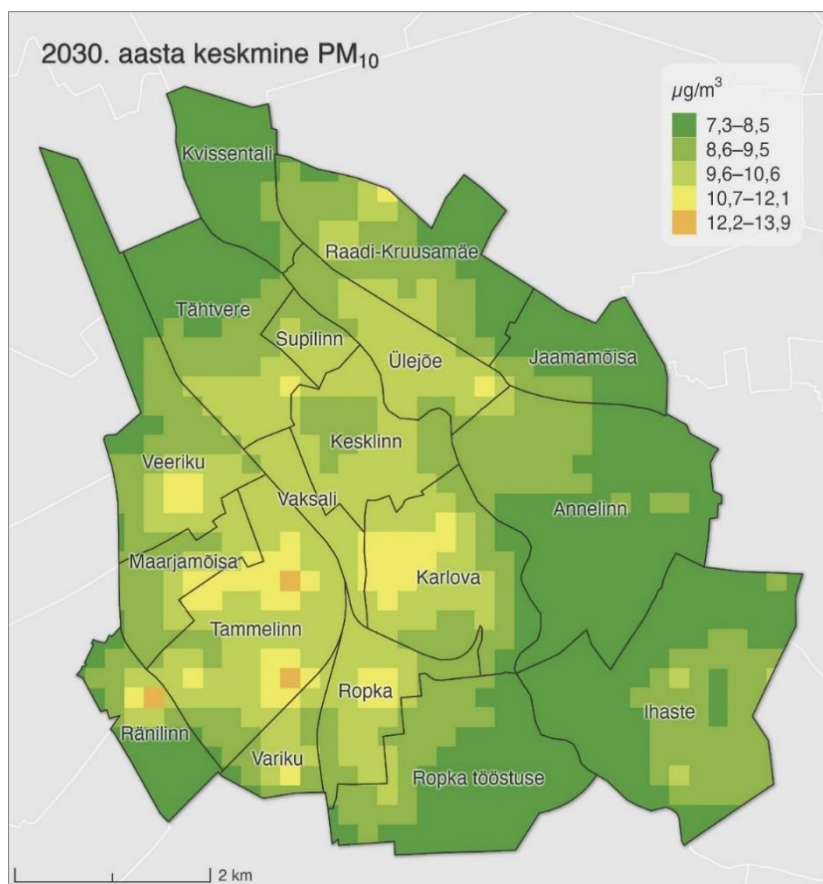 2030. aasta keskmine PM₁₀
µg/m³
7,3–8,5
8,6–9,5
9,6–10,6
10,7–12,1
12,2–13,9
Kvissentali
Raadi-Kruusamäe
Tähtvere
Supilinn
Ülejõe
Jaamamõisa
Kesklinn
Veeriku
Vaksali
Annelinn
Maarjamõisa
Karlova
Tammelinn
Ropka
Ihaste
Ränilinn
Variku
Ropka tööstuse
2 km